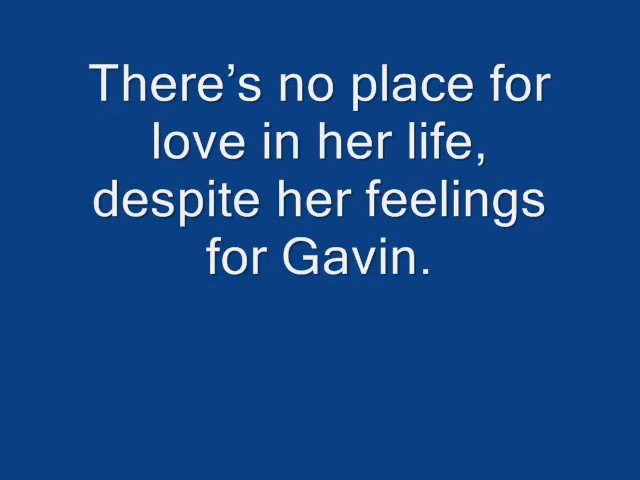 There’s no place for
love in her life,
despite her feelings
for Gavin.